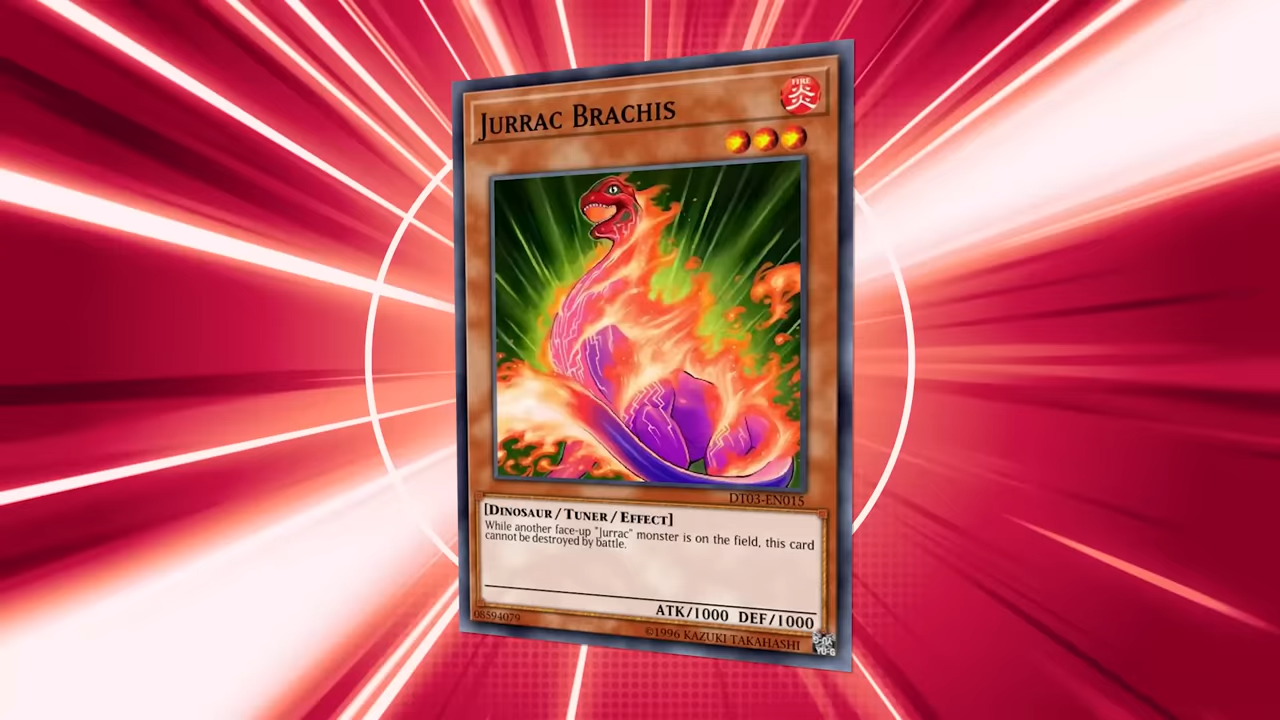 Jurrac Brachis
FIRE
炎
DT03-EN015
[Dinosaur / Tuner / Effect]
While another face-up "Jurrac" monster is on the field, this card
cannot be destroyed by battle.
ATK/1000 DEF/1000
08594079
©1996 KAZUKI TAKAHASHI